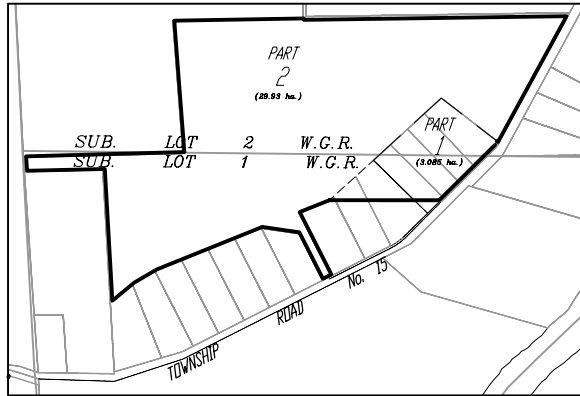 PART
2
(29.93 ha.)
PART
1
(3.085 ha.)
SUB. LOT 2 W.G.R.
SUB. LOT 1 W.G.R.
TOWNSHIP ROAD No. 15